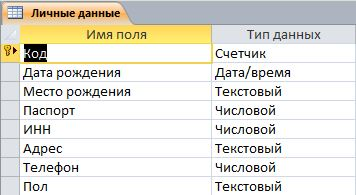 Личные данные
Имя поля Тип данных
Код Счетчик
Дата рождения Дата/время
Место рождения Текстовый
Паспорт Числовой
ИНН Числовой
Адрес Текстовый
Телефон Числовой
Пол Текстовый